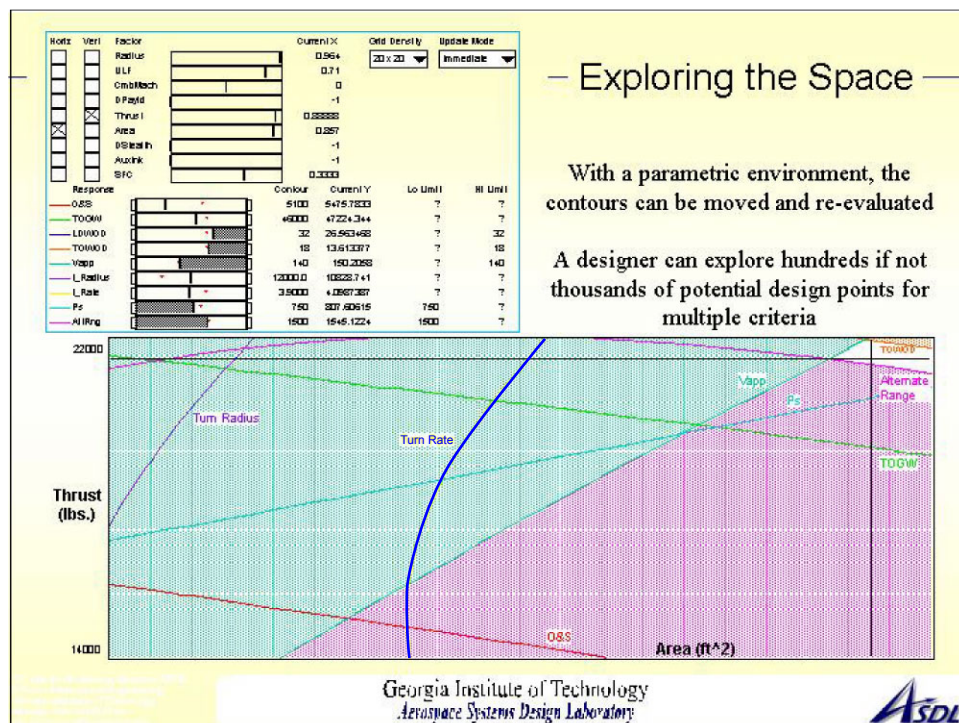 Horiz Vert Factor Current X Grid Density Update Mode
Radius 0.964 20 x 20 Immediate
ULF 0.71
CmbMach 0
DPayld -1
Thrust 0.88888
Area 0.857
DStealth -1
AuxInk -1
SFC 0.3333
Response Contour Current Y Lo Limit Hi Limit
O&S 5100 5475.7833 ? ?
TOGW 46000 47224.344 ? ?
LDWOD 32 26.963468 ? 32
TOWOD 18 13.613377 ? 18
Vapp 140 150.2058 ? 140
I_Radius 12000.0 10828.741 ? ?
I_Rate 3.9000 4.0987387 ? ?
Ps 750 807.60615 750 ?
AltRng 1500 1545.1224 1500 ?
Exploring the Space
With a parametric environment, the
contours can be moved and re-evaluated
A designer can explore hundreds if not
thousands of potential design points for
multiple criteria
22000
TOWOD
Vapp
Alternate
Range
Ps
Turn Radius
Turn Rate
TOGW
Thrust
(lbs.)
O&S
14000
Area (ft^2)
Georgia Institute of Technology
Aerospace Systems Design Laboratory
ASDL